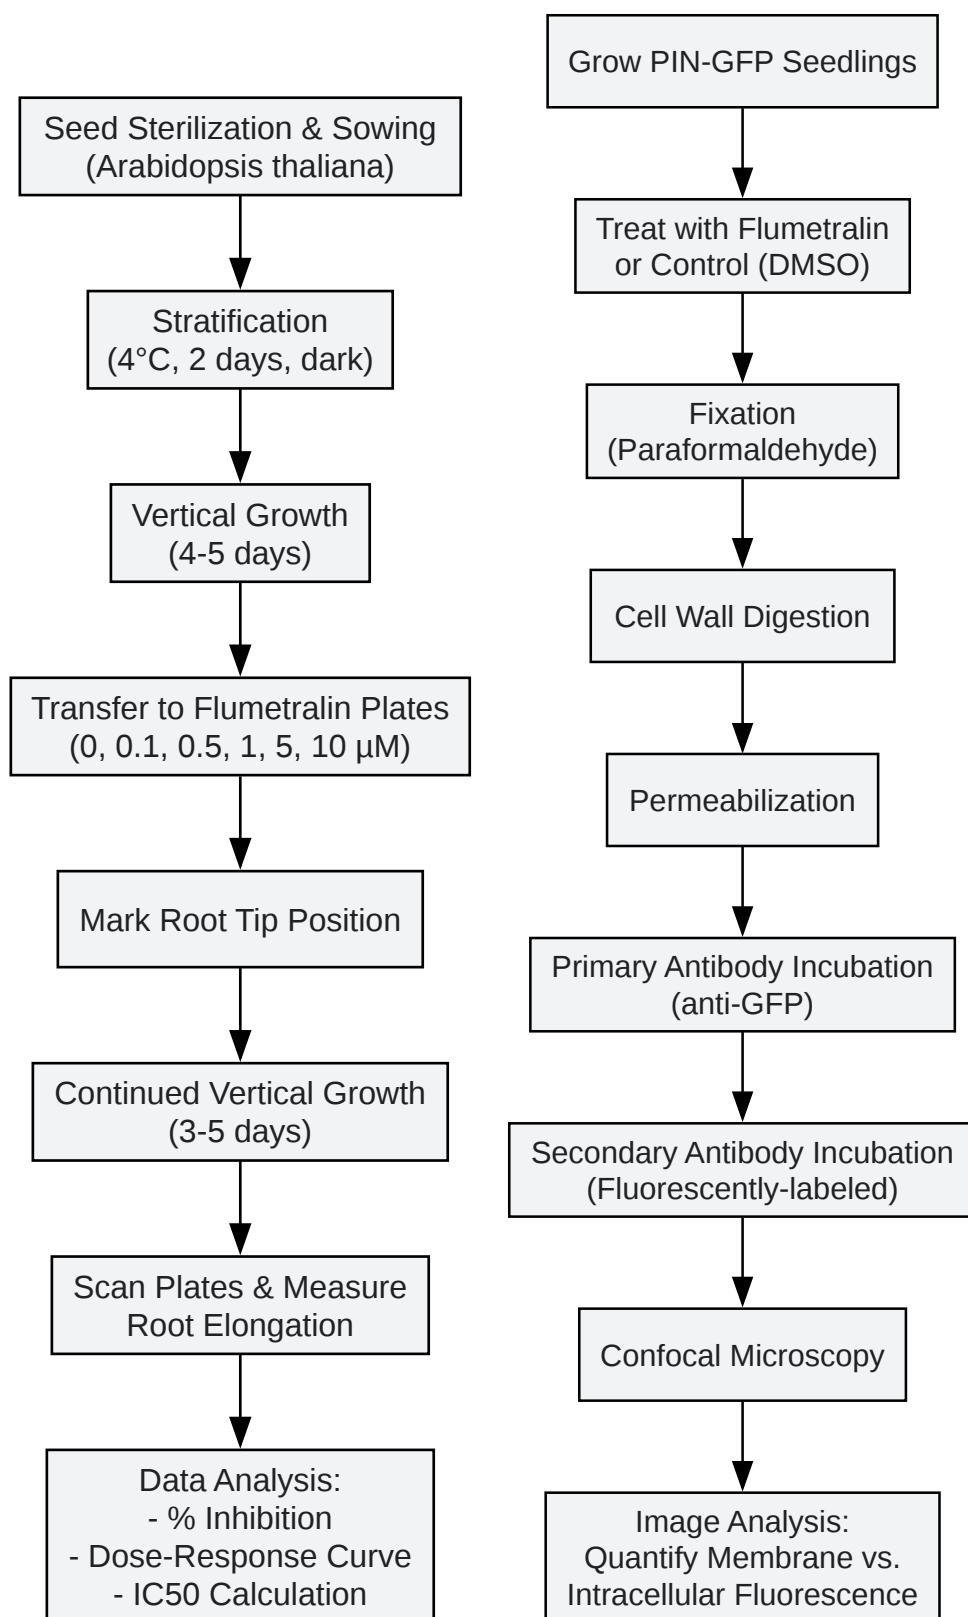 Seed Sterilization & Sowing
(Arabidopsis thaliana)
Stratification
(4°C, 2 days, dark)
Vertical Growth
(4-5 days)
Transfer to Flumetralin Plates
(0, 0.1, 0.5, 1, 5, 10 µM)
Mark Root Tip Position
Continued Vertical Growth
(3-5 days)
Scan Plates & Measure
Root Elongation
Data Analysis:
- % Inhibition
- Dose-Response Curve
- IC50 Calculation
Grow PIN-GFP Seedlings
Treat with Flumetralin
or Control (DMSO)
Fixation
(Paraformaldehyde)
Cell Wall Digestion
Permeabilization
Primary Antibody Incubation
(anti-GFP)
Secondary Antibody Incubation
(Fluorescently-labeled)
Confocal Microscopy
Image Analysis:
Quantify Membrane vs.
Intracellular Fluorescence